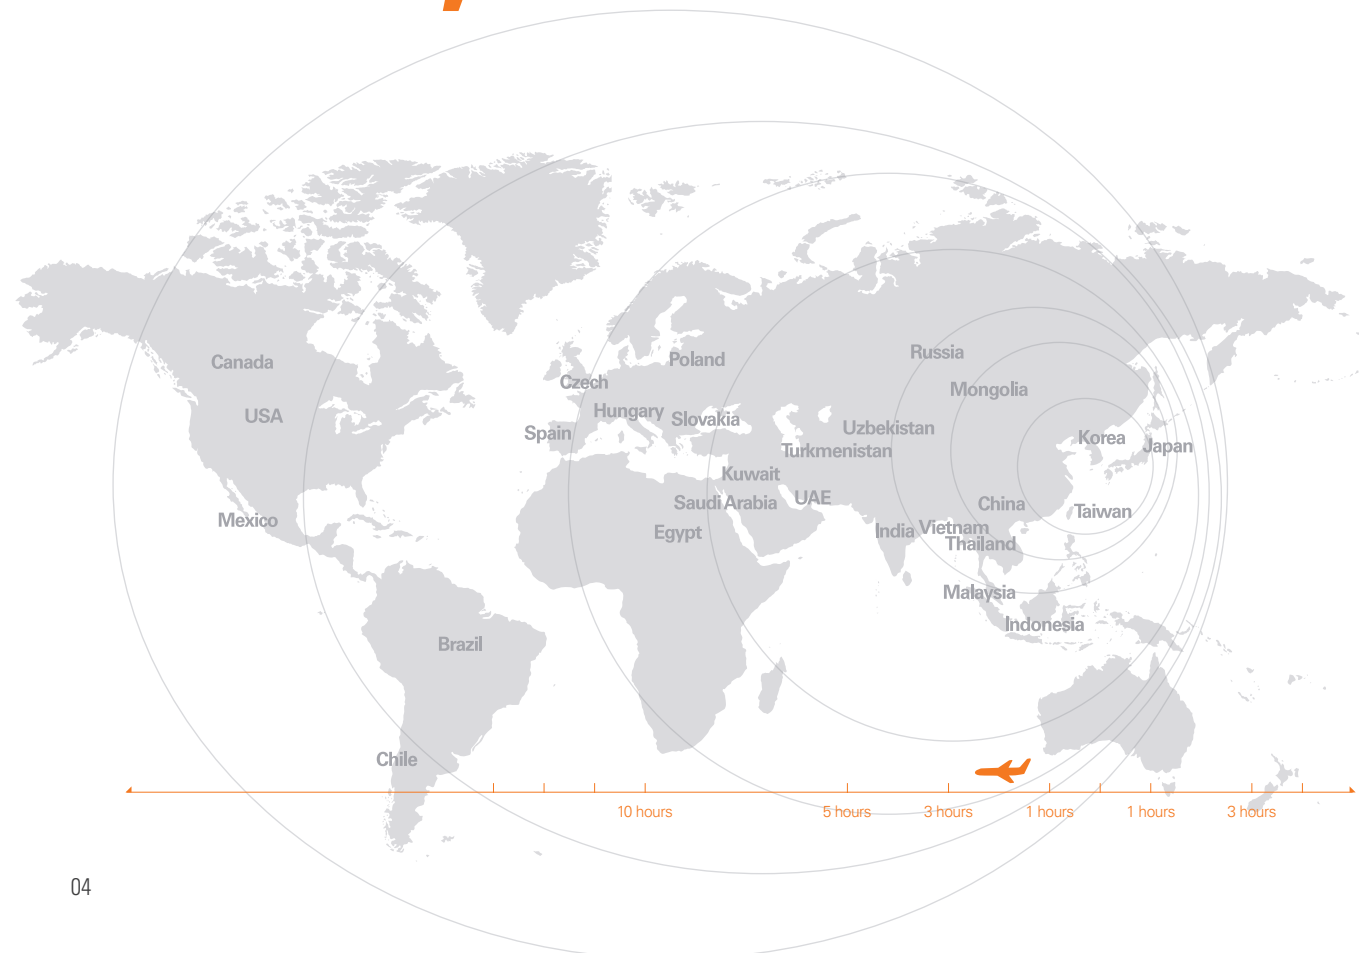 Canada
Poland
Russia
Czech
Mongolia
Hungary
USA
Slovakia
Uzbekistan
Spain
Korea
Japan
Turkmenistan
Kuwait
UAE
Saudi Arabia
China
Taiwan
Mexico
Egypt
India
Vietnam
Thailand
Malaysia
Indonesia
Brazil
Chile
10 hours
5 hours
3 hours
1 hours
1 hours
3 hours
04